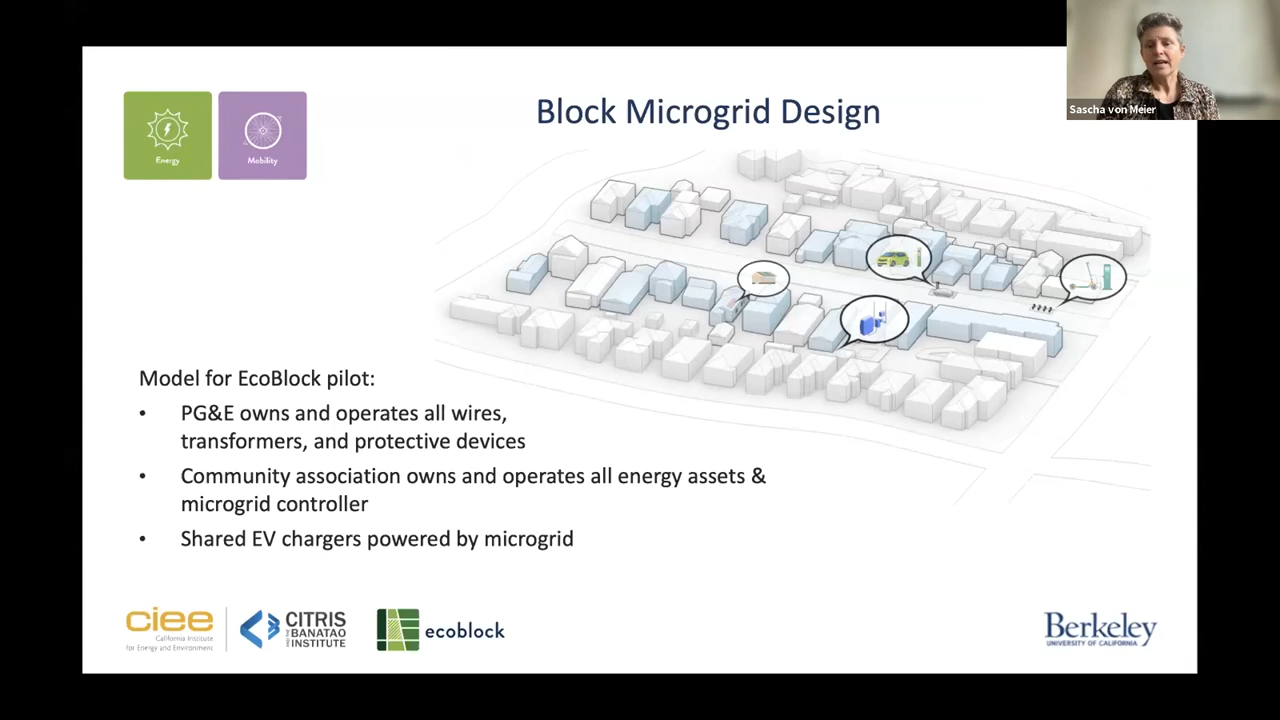 Sascha von Meier
Block Microgrid Design
Energy
Mobility
Model for EcoBlock pilot:
• PG&E owns and operates all wires,
transformers, and protective devices
• Community association owns and operates all energy assets &
microgrid controller
• Shared EV chargers powered by microgrid
ciee
California Institute
for Energy and Environment
CITRIS
AND THE
BANATAO
INSTITUTE
ecoblock
Berkeley
UNIVERSITY OF CALIFORNIA